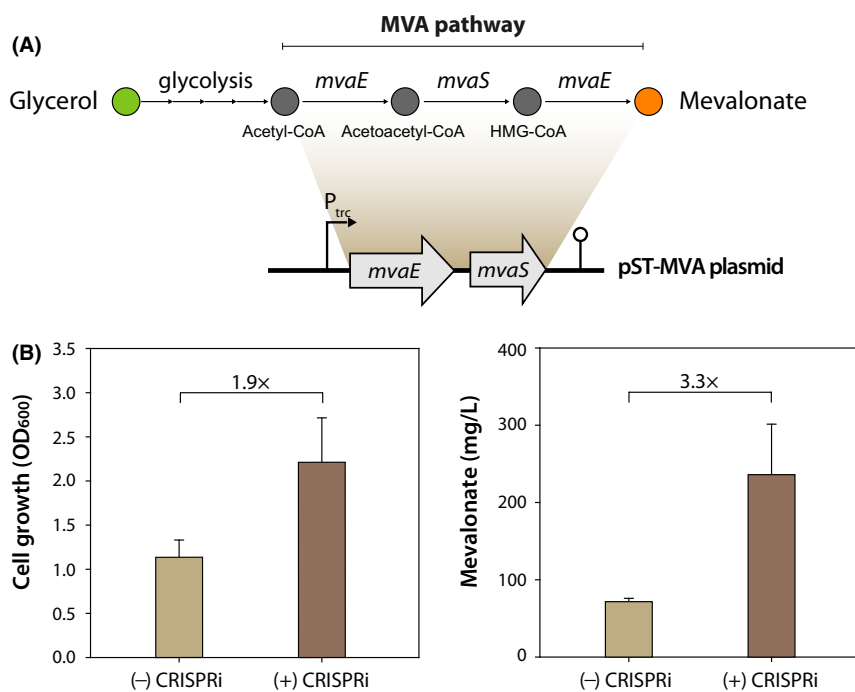 MVA pathway
(A)
glycolysis mvaE mvaS mvaE
Glycerol Mevalonate
Acetyl-CoA Acetoacetyl-CoA HMG-CoA
Ptrc
mvaE mvaS pST-MVA plasmid
(B)
Cell growth (OD600)
3.5
3.0
2.5
2.0
1.5
1.0
0.5
0.0
1.9×
(–) CRISPRi (+) CRISPRi
Mevalonate (mg/L)
400
300
200
100
0
3.3×
(–) CRISPRi (+) CRISPRi